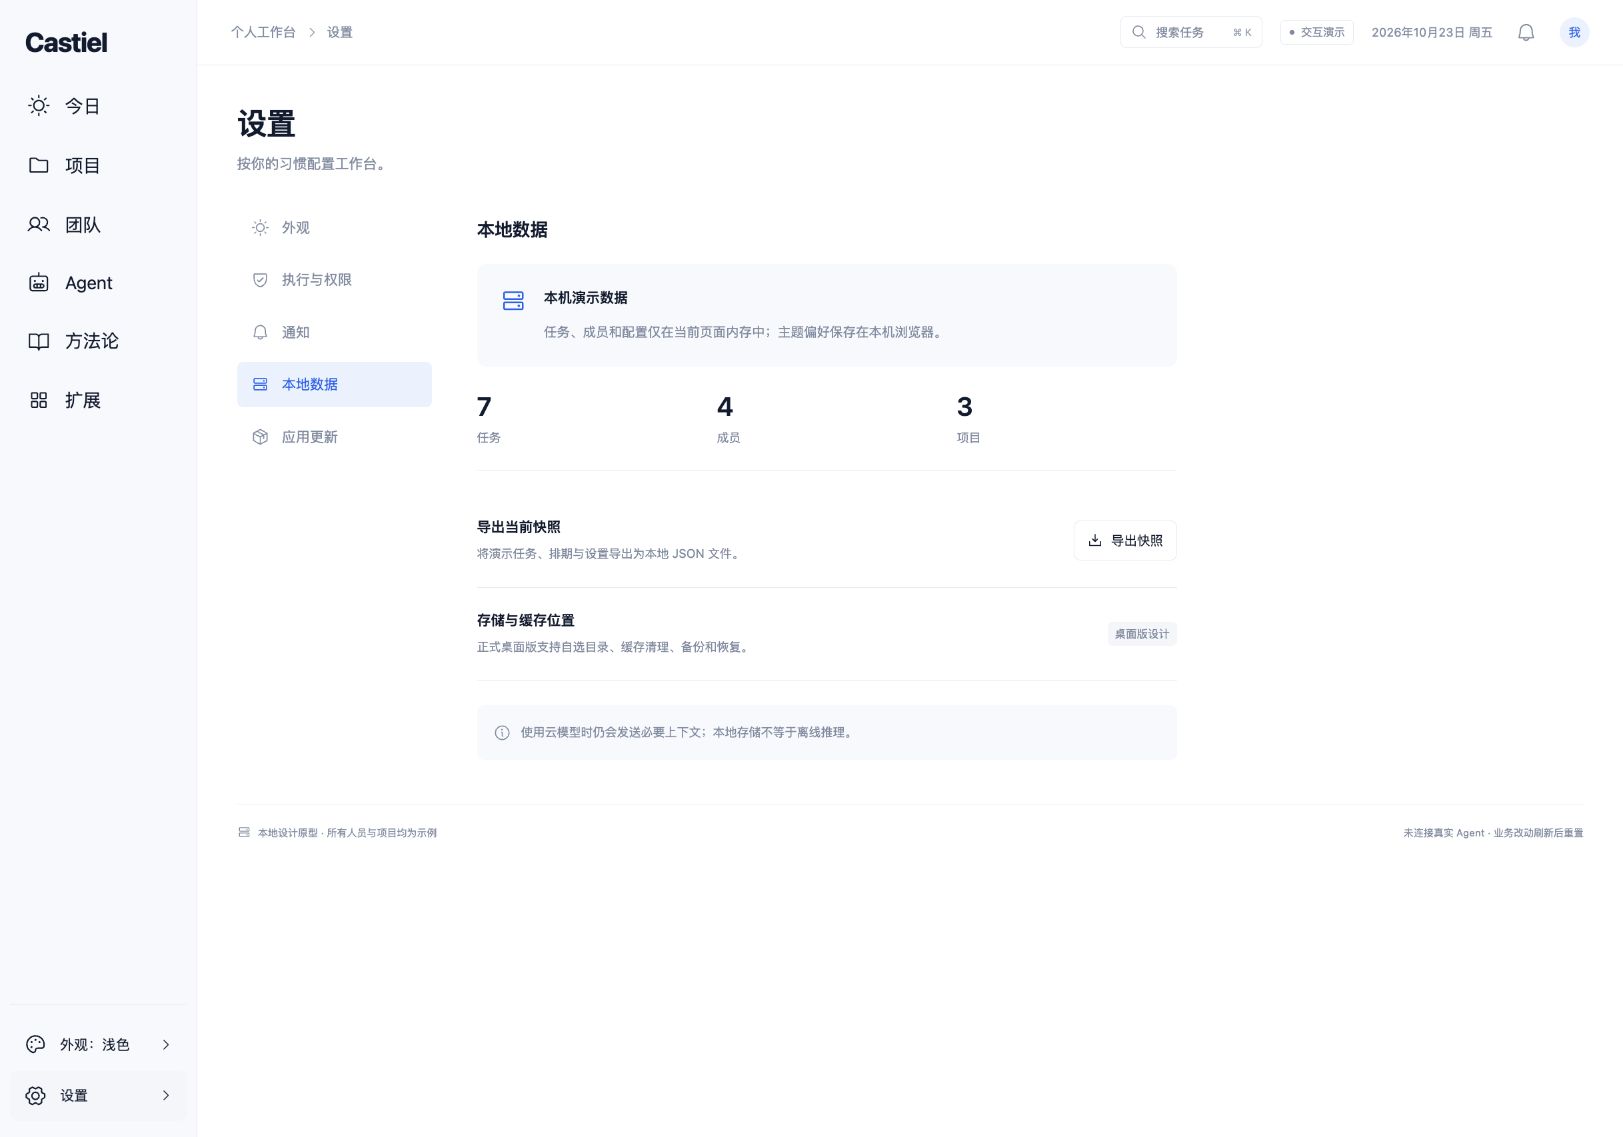 Castiel
今日
项目
团队
Agent
方法论
扩展
外观：浅色
设置
个人工作台
设置
搜索任务
⌘ K
交互演示
2026年10月23日 周五
我
设置
按你的习惯配置工作台。
外观
执行与权限
通知
本地数据
应用更新
本地数据
本机演示数据
任务、成员和配置仅在当前页面内存中；主题偏好保存在本机浏览器。
7
任务
4
成员
3
项目
导出当前快照
将演示任务、排期与设置导出为本地 JSON 文件。
导出快照
存储与缓存位置
正式桌面版支持自选目录、缓存清理、备份和恢复。
桌面版设计
使用云模型时仍会发送必要上下文；本地存储不等于离线推理。
本地设计原型 · 所有人员与项目均为示例
未连接真实 Agent · 业务改动刷新后重置